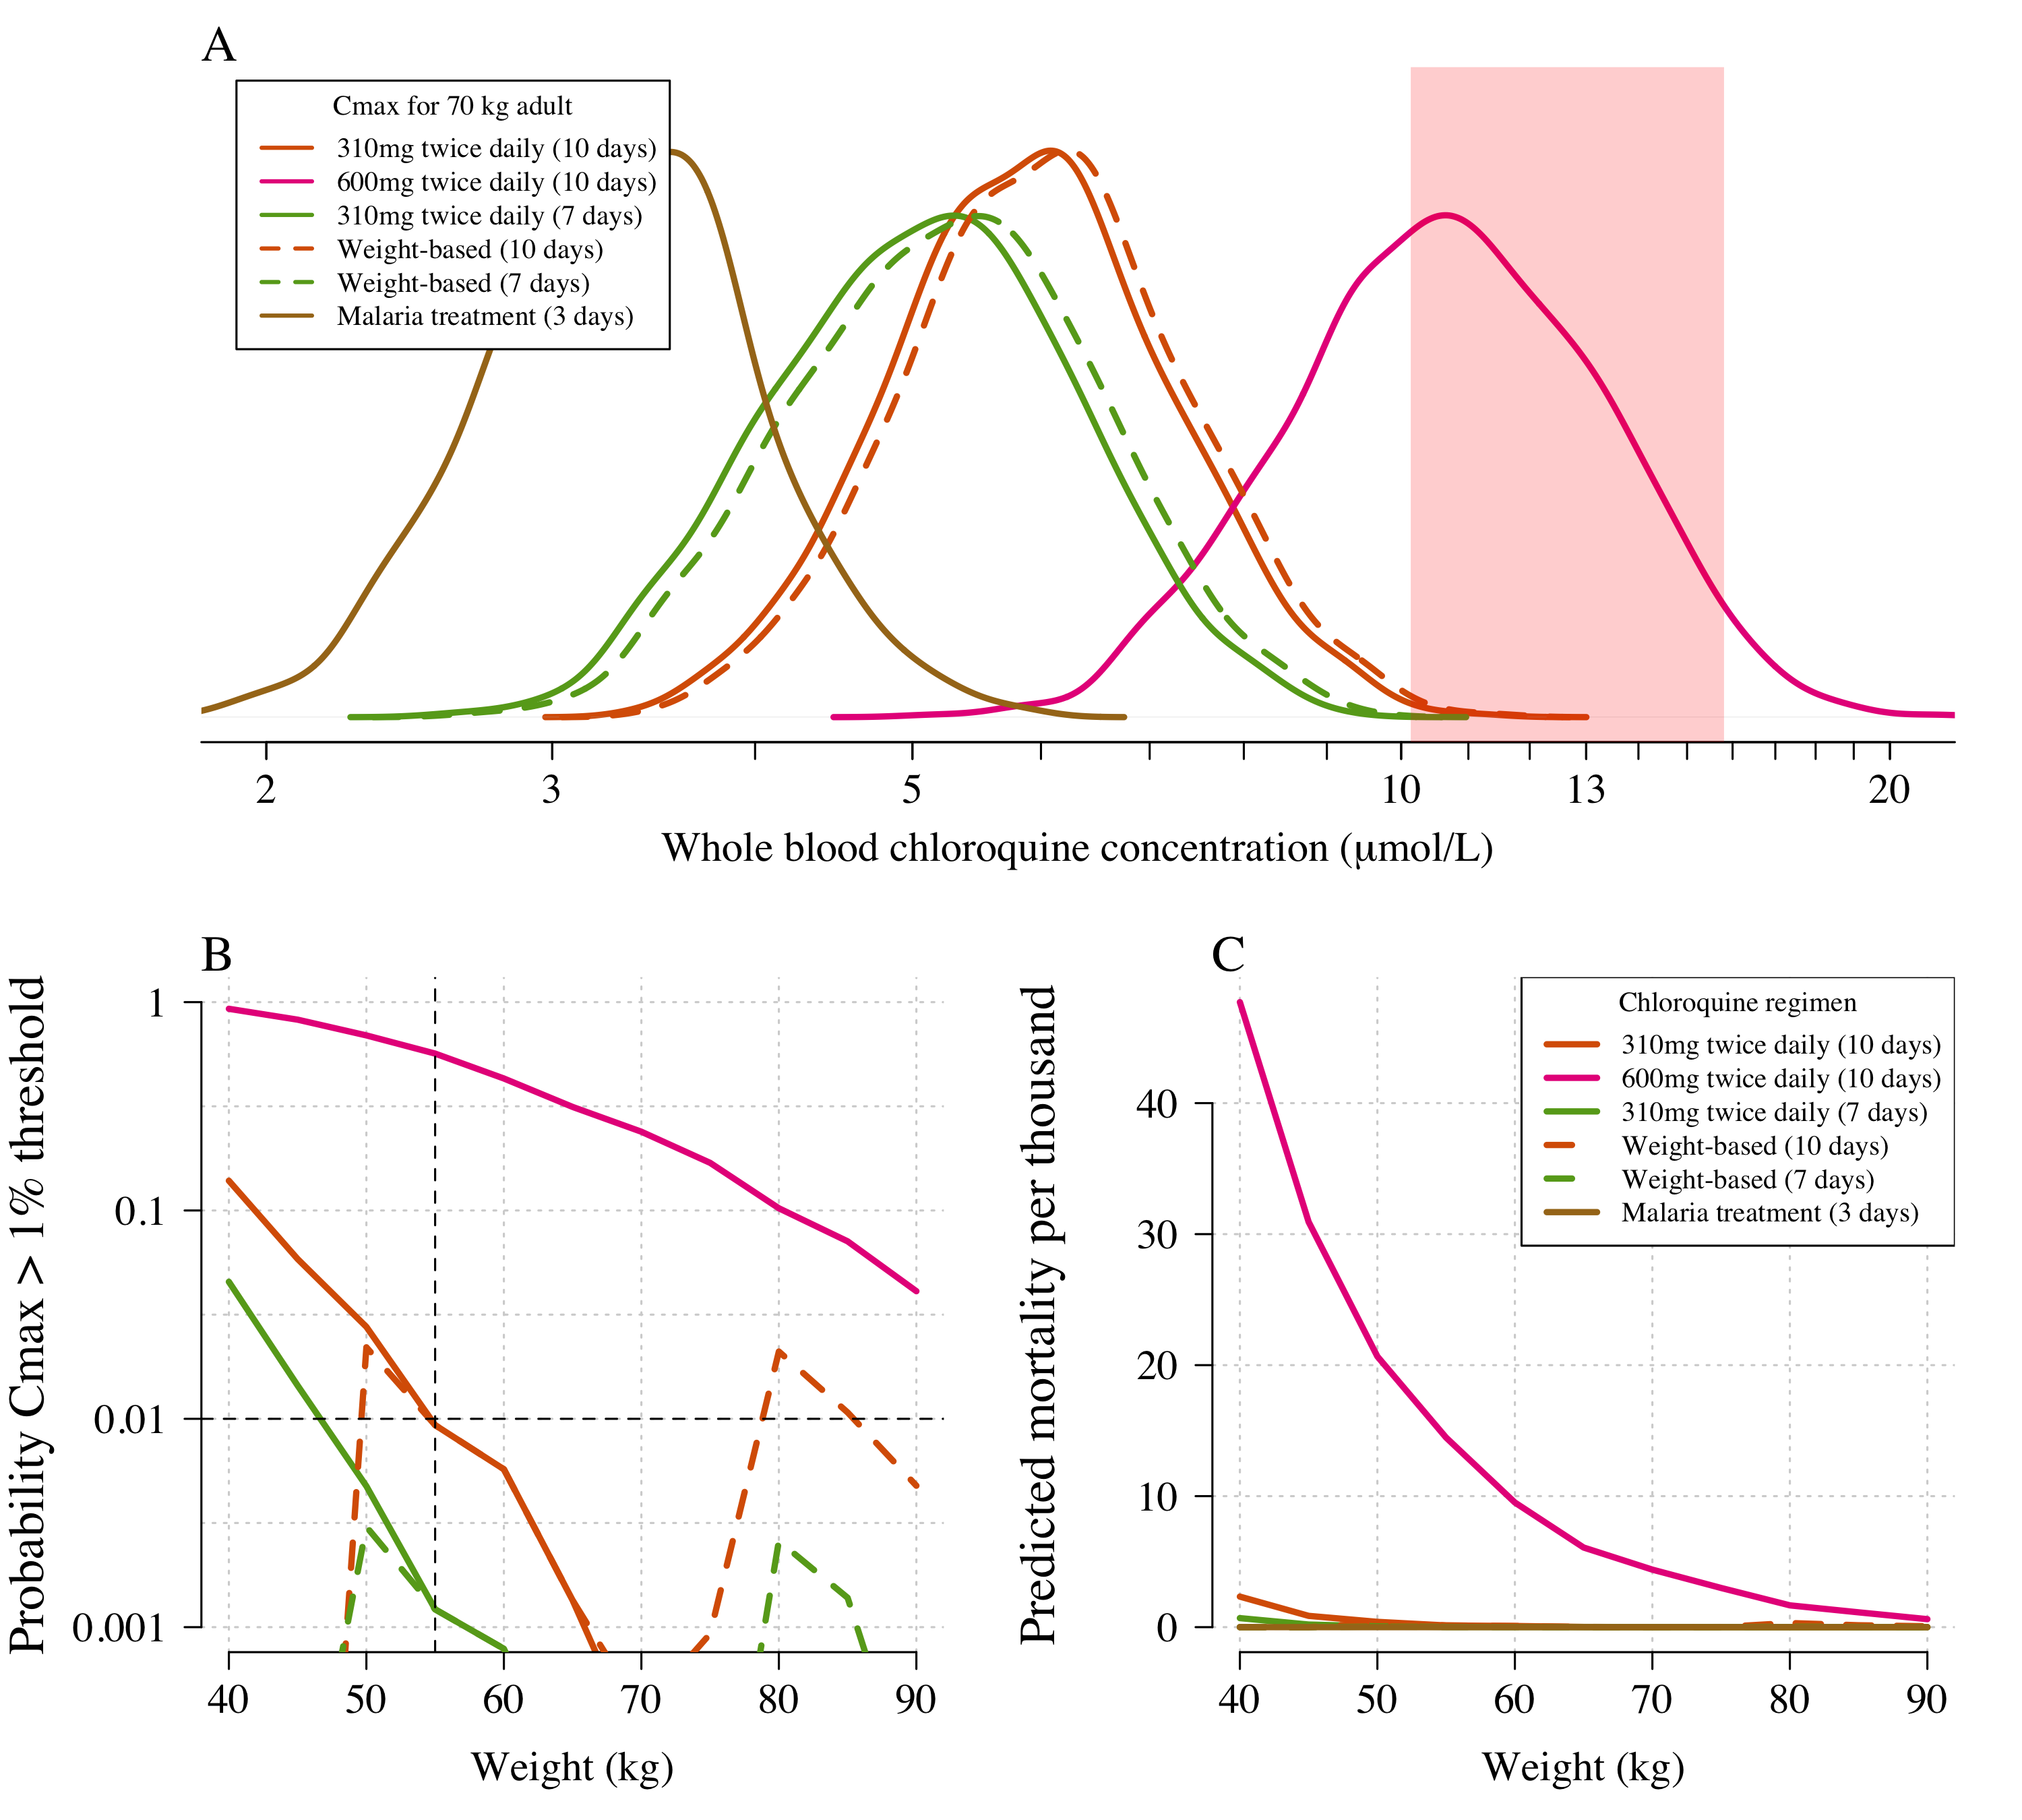 A
Cmax for 70 kg adult
310mg twice daily (10 days)
600mg twice daily (10 days)
310mg twice daily (7 days)
Weight-based (10 days)
Weight-based (7 days)
Malaria treatment (3 days)
2 3 5 10 13 20
Whole blood chloroquine concentration (μmol/L)
B
Probability Cmax > 1% threshold
1
0.1
0.01
0.001
40 50 60 70 80 90
Weight (kg)
C
Predicted mortality per thousand
Chloroquine regimen
310mg twice daily (10 days)
600mg twice daily (10 days)
310mg twice daily (7 days)
Weight-based (10 days)
Weight-based (7 days)
Malaria treatment (3 days)
40
30
20
10
0
40 50 60 70 80 90
Weight (kg)